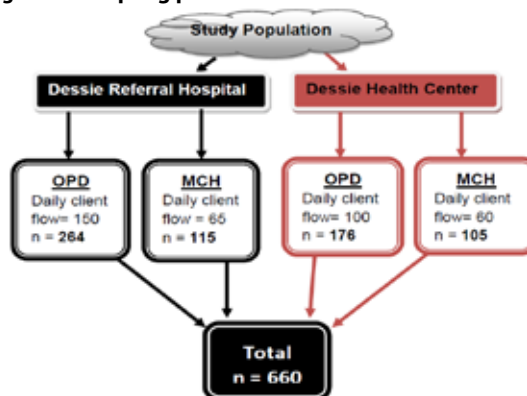 Study Population
Dessie Referral Hospital
Dessie Health Center
OPD
Daily client
flow= 150
n = 264
MCH
Daily client
flow = 65
n = 115
OPD
Daily client
flow= 100
n = 176
MCH
Daily client
flow = 60
n = 105
Total
n = 660